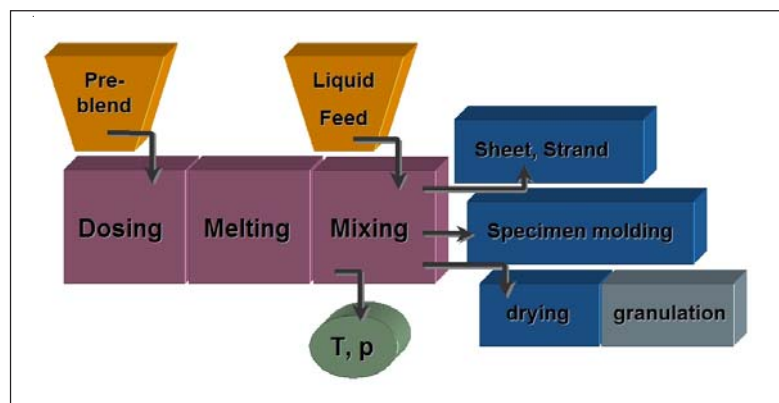 Pre-
blend
Liquid
Feed
Sheet, Strand
Dosing
Melting
Mixing
Specimen molding
drying
granulation
T, p